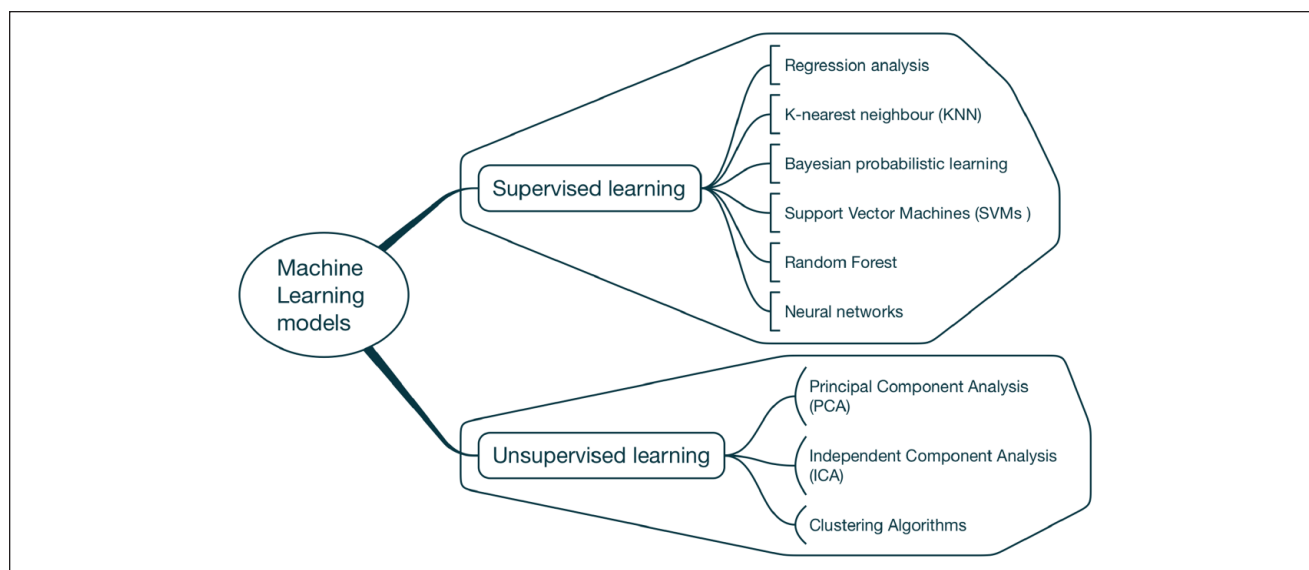 Machine
Learning
models
Supervised learning
Regression analysis
K-nearest neighbour (KNN)
Bayesian probabilistic learning
Support Vector Machines (SVMs )
Random Forest
Neural networks
Unsupervised learning
Principal Component Analysis
(PCA)
Independent Component Analysis
(ICA)
Clustering Algorithms